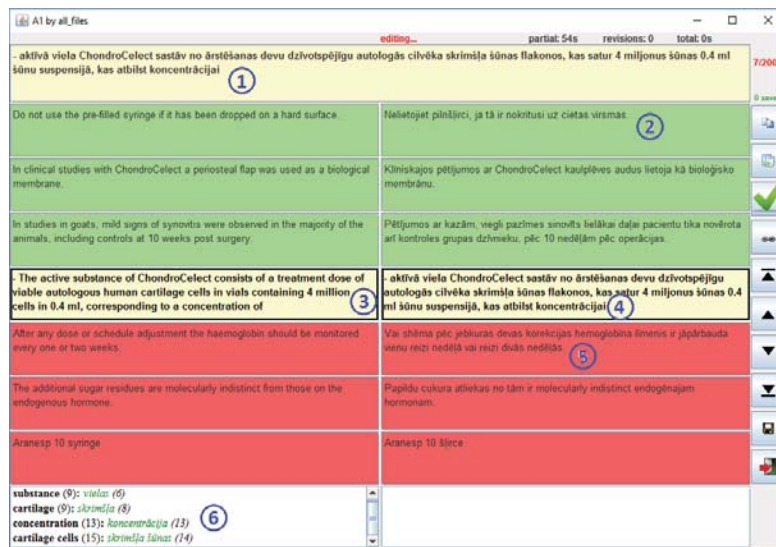 A1 by all_files
editing... partial: 54s revisions: 0 total: 0s
- aktīvā viela ChondroCelect sastāv no ārstēšanas devu dzīvotspējīgu autologās cilvēka skrimšļa šūnas flakonos, kas satur 4 miljonus šūnas 0.4 ml
šūnu suspensijā, kas atbilst koncentrācijai
1
7/200
Do not use the pre-filled syringe if it has been dropped on a hard surface.
Nelietojiet pilnšļirci, ja tā ir nokritusi uz cietas virsmas.
2
In clinical studies with ChondroCelect a periosteal flap was used as a biological
membrane.
Klīniskajos pētījumos ar ChondroCelect kaulplēves audus lietoja kā bioloģisko
membrānu.
In studies in goats, mild signs of synovitis were observed in the majority of the
animals, including controls at 10 weeks post surgery.
Pētījumos ar kazām, viegli pazīmes sinovīts lielākai daļai pacientu tika novērota
arī kontroles grupas dzīvnieku, pēc 10 nedēļām pēc operācijas.
- The active substance of ChondroCelect consists of a treatment dose of
viable autologous human cartilage cells in vials containing 4 million
cells in 0.4 ml, corresponding to a concentration of
3
- aktīvā viela ChondroCelect sastāv no ārstēšanas devu dzīvotspējīgu
autologās cilvēka skrimšļa šūnas flakonos, kas satur 4 miljonus šūnas 0.4
ml šūnu suspensijā, kas atbilst koncentrācijai
4
After any dose or schedule adjustment the haemoglobin should be monitored
every one or two weeks.
Vai shēma pēc jebkuras devas korekcijas hemoglobīna līmenis ir jāpārbauda
vienu reizi nedēļā vai reizi divās nedēļās.
5
The additional sugar residues are molecularly indistinct from those on the
endogenous hormone.
Papildu cukura atliekas no tām ir molecularly indistinct endogēnajam
hormonam.
Aranesp 10 syringe
Aranesp 10 šļirce
substance (9): vielas (6)
cartilage (9): skrimšļa (8)
concentration (13): koncentrācija (13)
cartilage cells (15): skrimšļa šūnas (14)
6